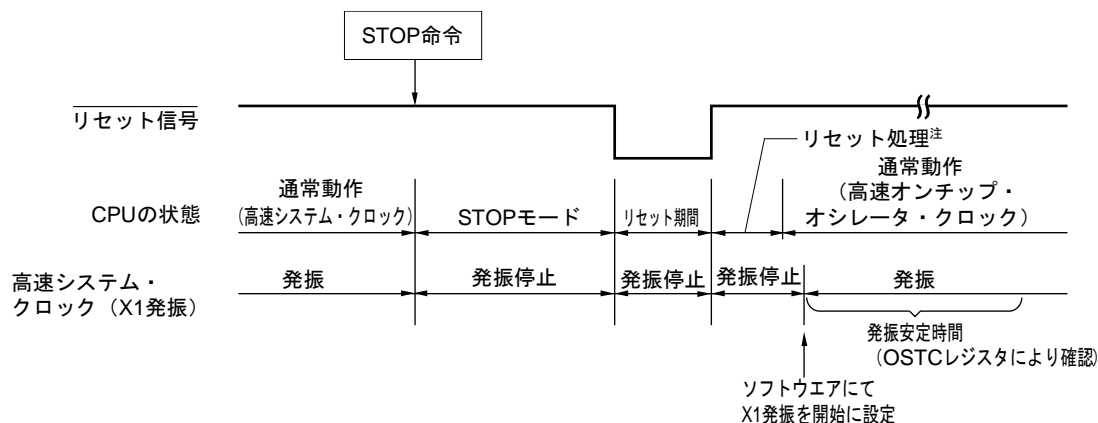 STOP命令
リセット信号
リセット処理注
通常動作
(高速システム・クロック)
通常動作
(高速オンチップ・
オシレータ・クロック)
CPUの状態
STOPモード
リセット期間
高速システム・
クロック（X1発振）
発振
発振停止
発振停止
発振停止
発振
発振安定時間
(OSTCレジスタにより確認)
ソフトウエアにて
X1発振を開始に設定